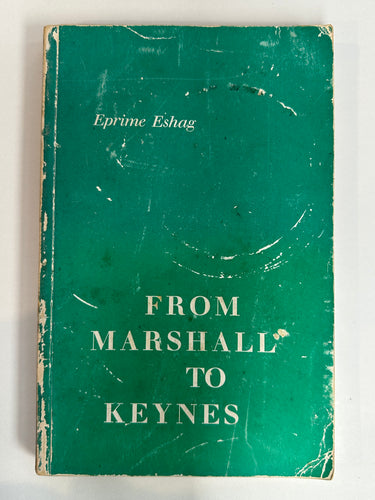 Eprime Eshag
FROM
MARSHALL
TO
KEYNES